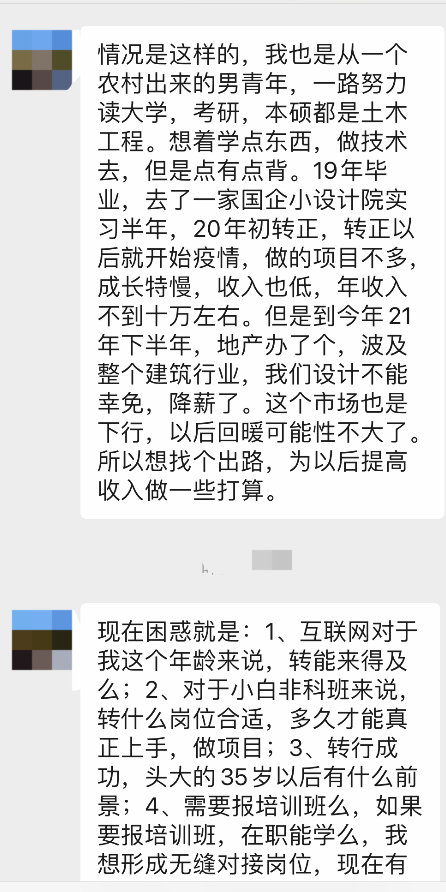 情况是这样的，我也是从一个
农村出来的男青年，一路努力
读大学，考研，本硕都是土木
工程。想着学点东西，做技术
去，但是点有点背。19年毕
业，去了一家国企小设计院实
习半年，20年初转正，转正以
后就开始疫情，做的项目不多，
成长特慢，收入也低，年收入
不到十万左右。但是到今年21
年下半年，地产办了个，波及
整个建筑行业，我们设计不能
幸免，降薪了。这个市场也是
下行，以后回暖可能性不大了。
所以想找个出路，为以后提高
收入做一些打算。
现在困惑就是：1、互联网对于
我这个年龄来说，转能来得及
么；2、对于小白非科班来说，
转什么岗位合适，多久才能真
正上手，做项目；3、转行成
功，头大的35岁以后有什么前
景；4、需要报培训班么，如果
要报培训班，在职能学么，我
想形成无缝对接岗位，现在有